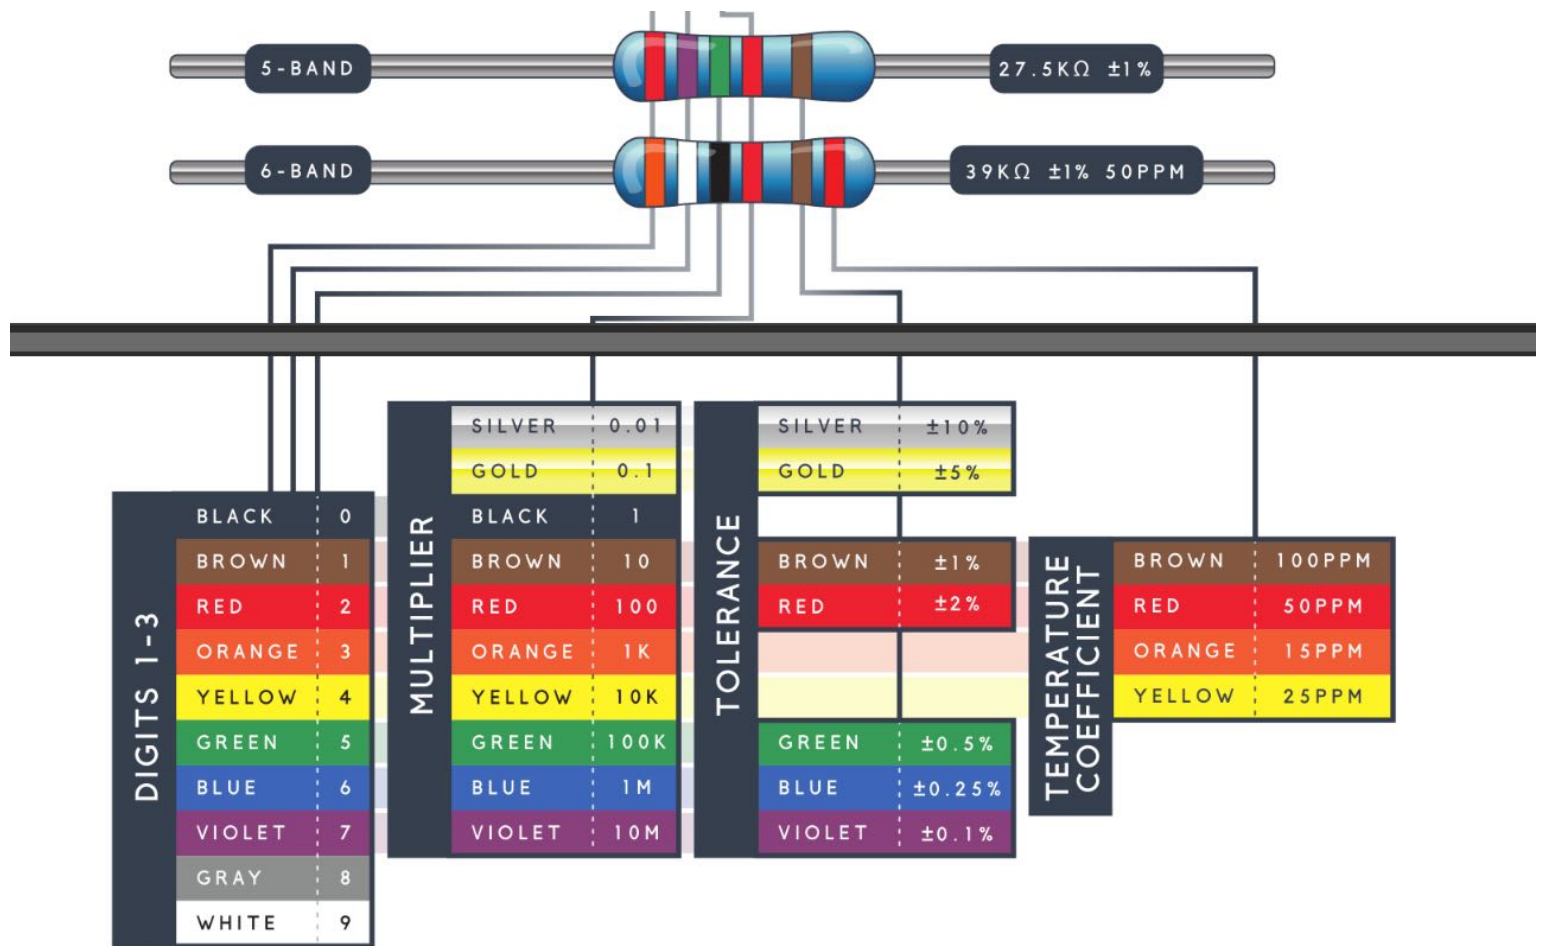 5-BAND 27.5KΩ ±1%
6-BAND 39KΩ ±1% 50PPM
DIGITS 1-3
BLACK 0
BROWN 1
RED 2
ORANGE 3
YELLOW 4
GREEN 5
BLUE 6
VIOLET 7
GRAY 8
WHITE 9
MULTIPLIER
SILVER 0.01
GOLD 0.1
BLACK 1
BROWN 10
RED 100
ORANGE 1K
YELLOW 10K
GREEN 100K
BLUE 1M
VIOLET 10M
TOLERANCE
SILVER ±10%
GOLD ±5%
BROWN ±1%
RED ±2%
GREEN ±0.5%
BLUE ±0.25%
VIOLET ±0.1%
TEMPERATURE
COEFFICIENT
BROWN 100PPM
RED 50PPM
ORANGE 15PPM
YELLOW 25PPM